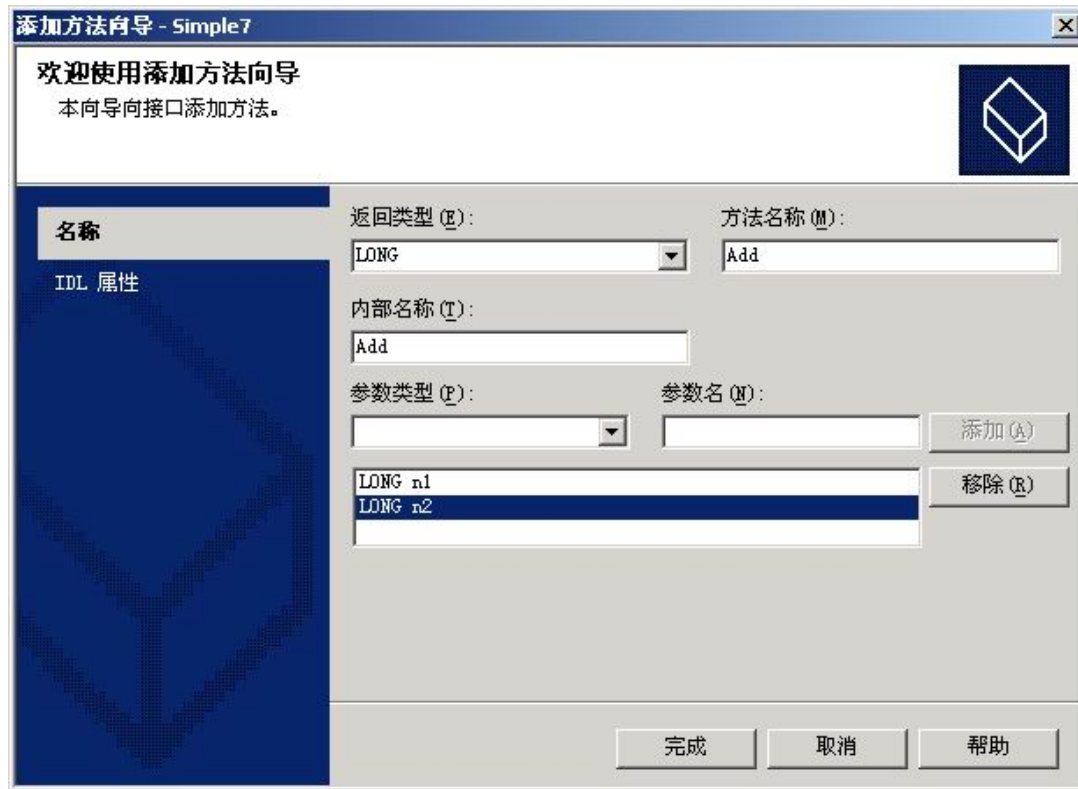 添加方法向导 - Simple7
欢迎使用添加方法向导
本向导向接口添加方法。
名称
IDL 属性
返回类型(E): 方法名称(M):
LONG Add
内部名称(T):
Add
参数类型(P): 参数名(N):
添加(A)
LONG n1
移除(R)
LONG n2
完成 取消 帮助